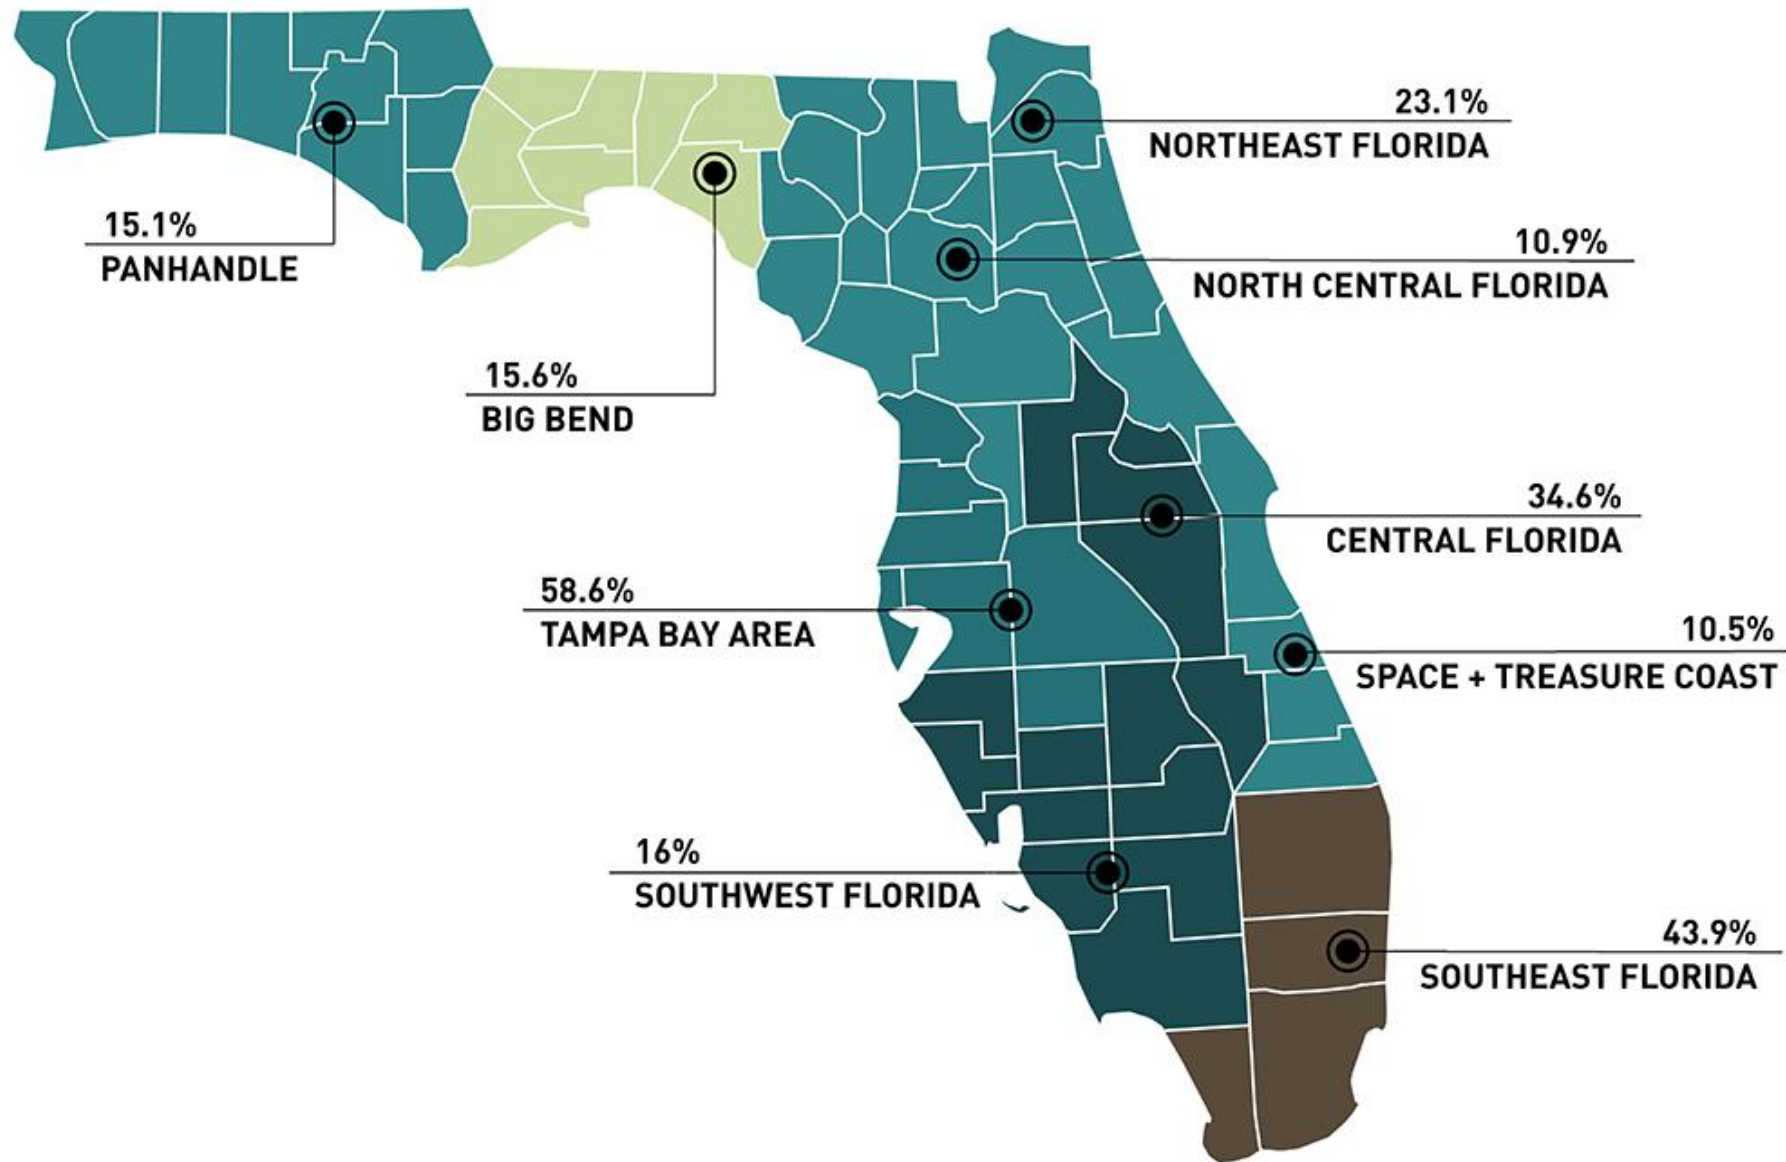 23.1%
NORTHEAST FLORIDA
15.1%
PANHANDLE
10.9%
NORTH CENTRAL FLORIDA
15.6%
BIG BEND
34.6%
CENTRAL FLORIDA
58.6%
TAMPA BAY AREA
10.5%
SPACE + TREASURE COAST
16%
SOUTHWEST FLORIDA
43.9%
SOUTHEAST FLORIDA